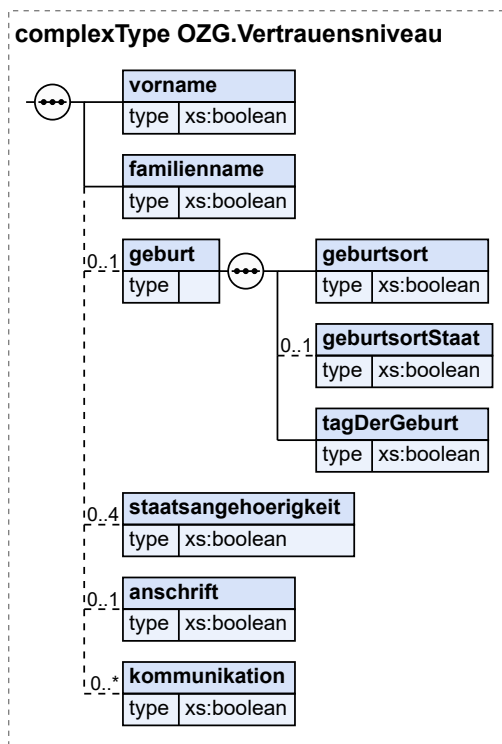 complexType OZG.Vertrauensniveau
vorname
type xs:boolean
familienname
type xs:boolean
0..1 geburt
type
geburtsort
type xs:boolean
0..1 geburtsortStaat
type xs:boolean
tagDerGeburt
type xs:boolean
0..4 staatsangehoerigkeit
type xs:boolean
0..1 anschrift
type xs:boolean
0..* kommunikation
type xs:boolean